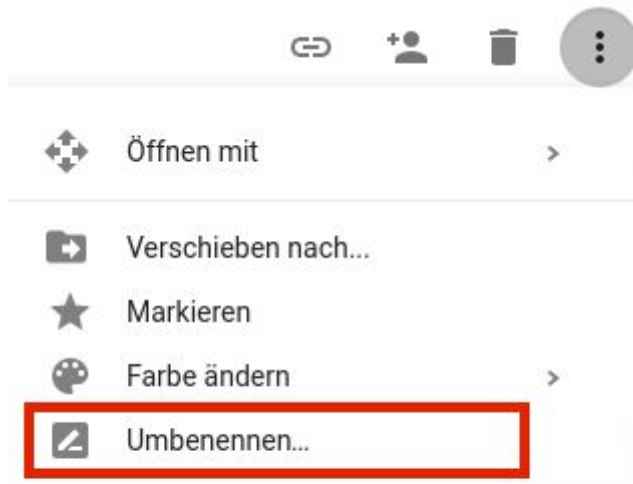 Öffnen mit
Verschieben nach...
Markieren
Farbe ändern
Umbenennen...